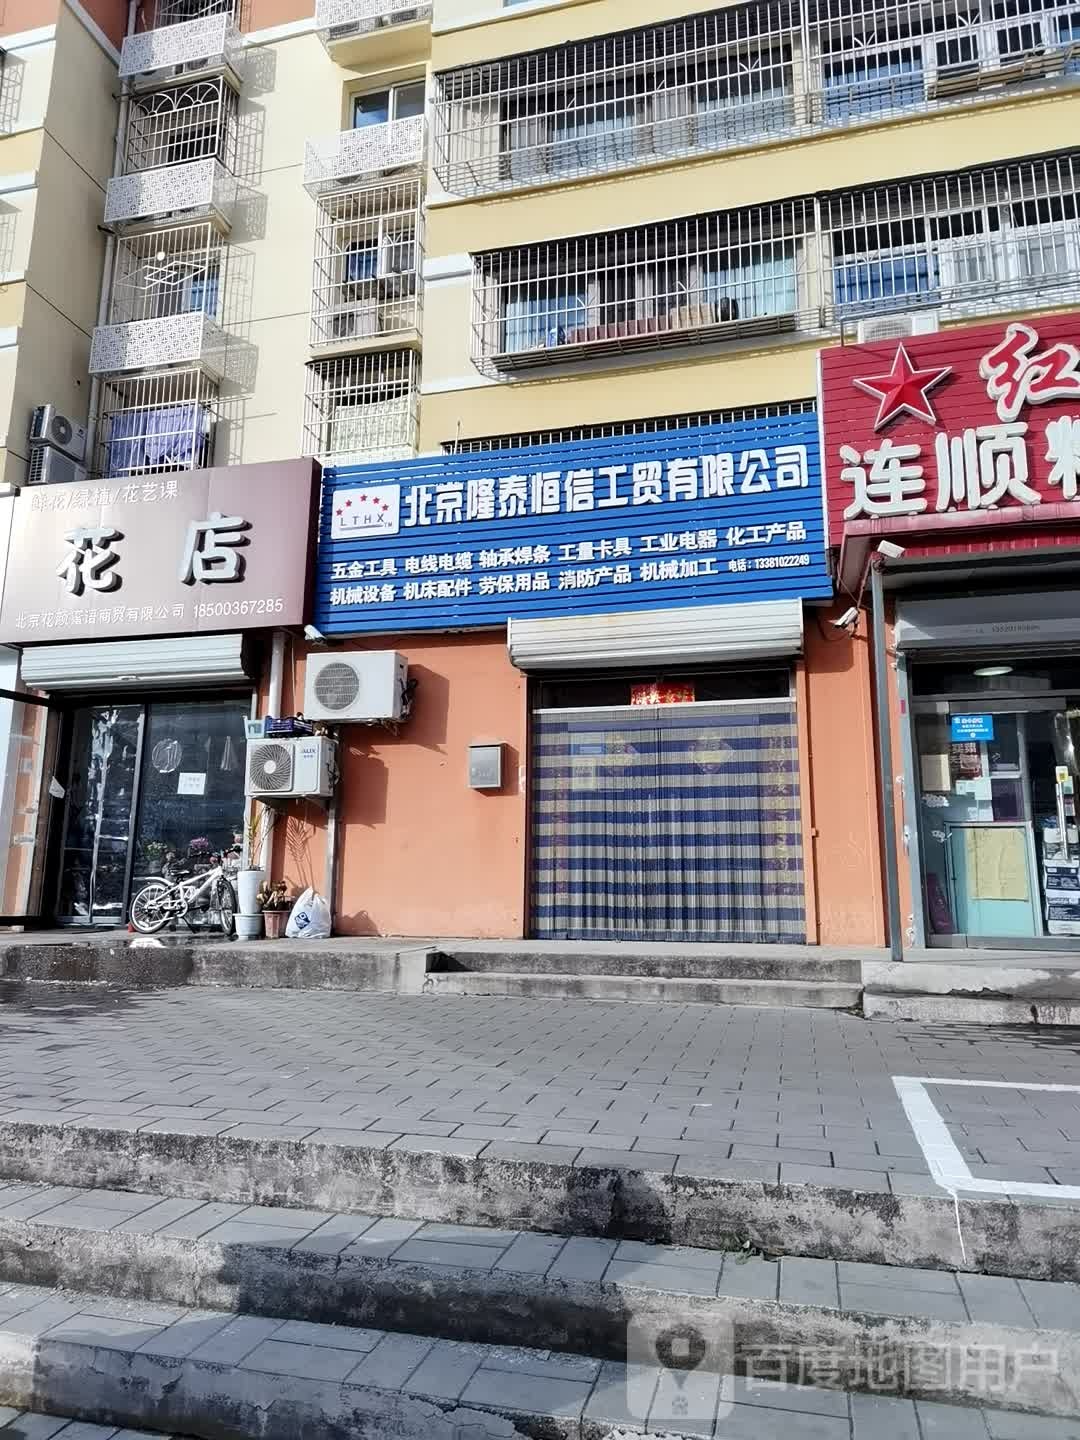 鲜花/绿植/花艺课
花店
北京花颜蜜语商贸有限公司 18500367285
LTHX TM
北京隆泰恒信工贸有限公司
五金工具 电线电缆 轴承焊条 工量卡具 工业电器 化工产品
机械设备 机床配件 劳保用品 消防产品 机械加工 电话：13381022249
红
连顺粮
AUX
百度地图用户